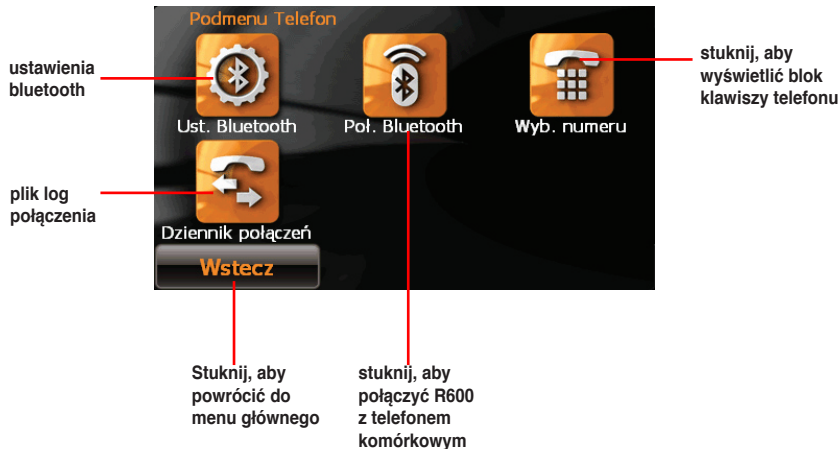 Podmenu Telefon
ustawienia
bluetooth
stuknij, aby
wyświetlić blok
klawiszy telefonu
Ust. Bluetooth
Poł. Bluetooth
Wyb. numeru
plik log
połączenia
Dziennik połączeń
Wstecz
Stuknij, aby
powrócić do
menu głównego
stuknij, aby
połączyć R600
z telefonem
komórkowym